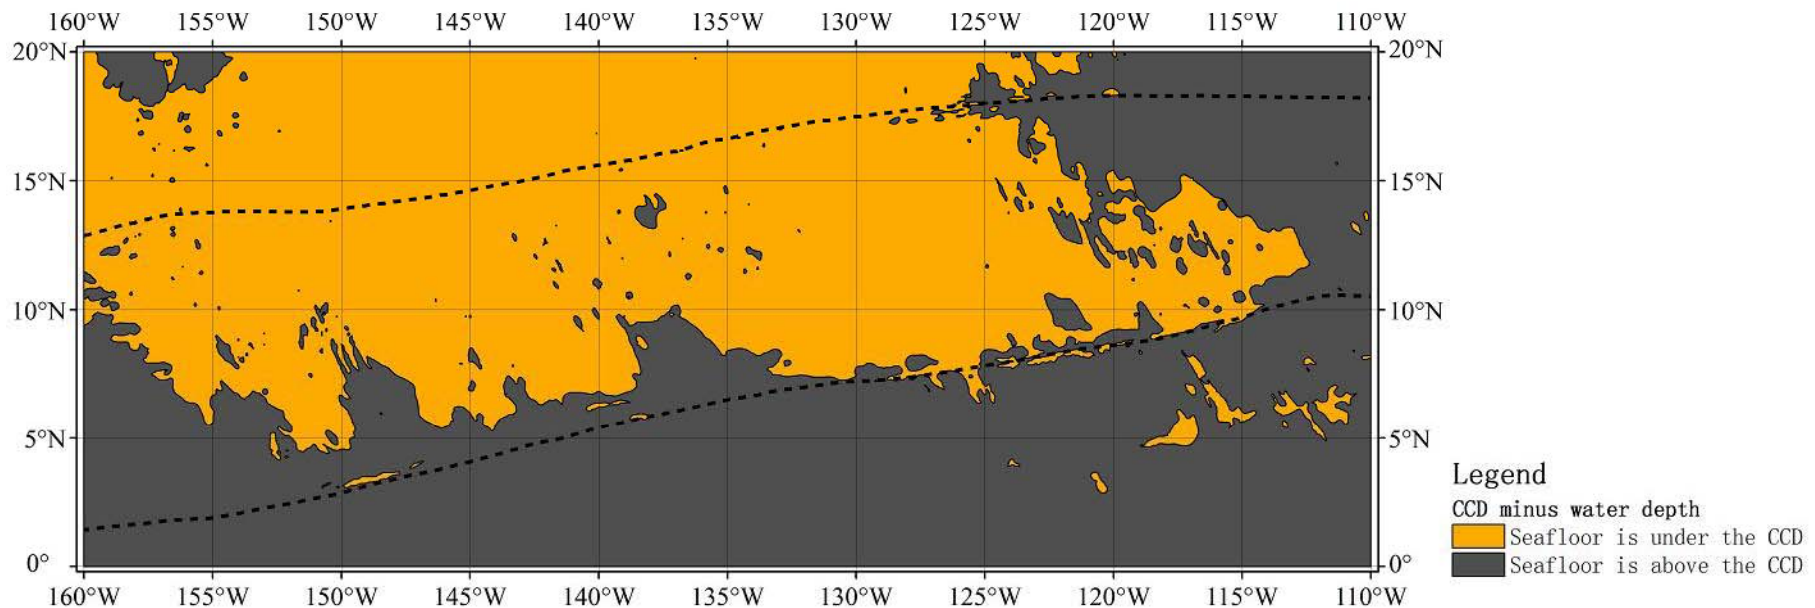 160°W 155°W 150°W 145°W 140°W 135°W 130°W 125°W 120°W 115°W 110°W
20°N 20°N
15°N 15°N
10°N 10°N
5°N 5°N
0° 0°
160°W 155°W 150°W 145°W 140°W 135°W 130°W 125°W 120°W 115°W 110°W
Legend
CCD minus water depth
Seafloor is under the CCD
Seafloor is above the CCD